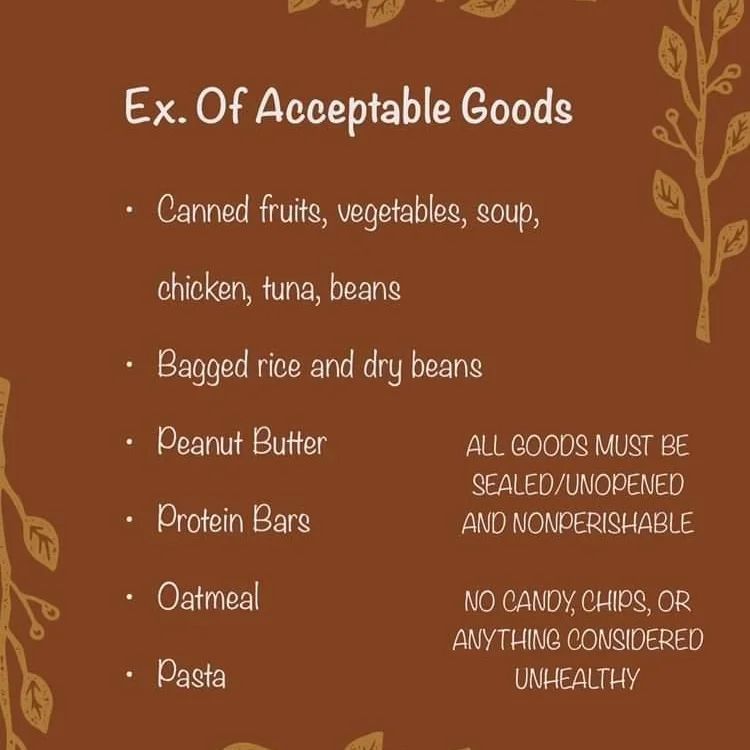 Ex. Of Acceptable Goods
• Canned fruits, vegetables, soup,
chicken, tuna, beans
• Bagged rice and dry beans
• Peanut Butter
• Protein Bars
• Oatmeal
• Pasta
ALL GOODS MUST BE
SEALED/UNOPENED
AND NONPERISHABLE
NO CANDY, CHIPS, OR
ANYTHING CONSIDERED
UNHEALTHY